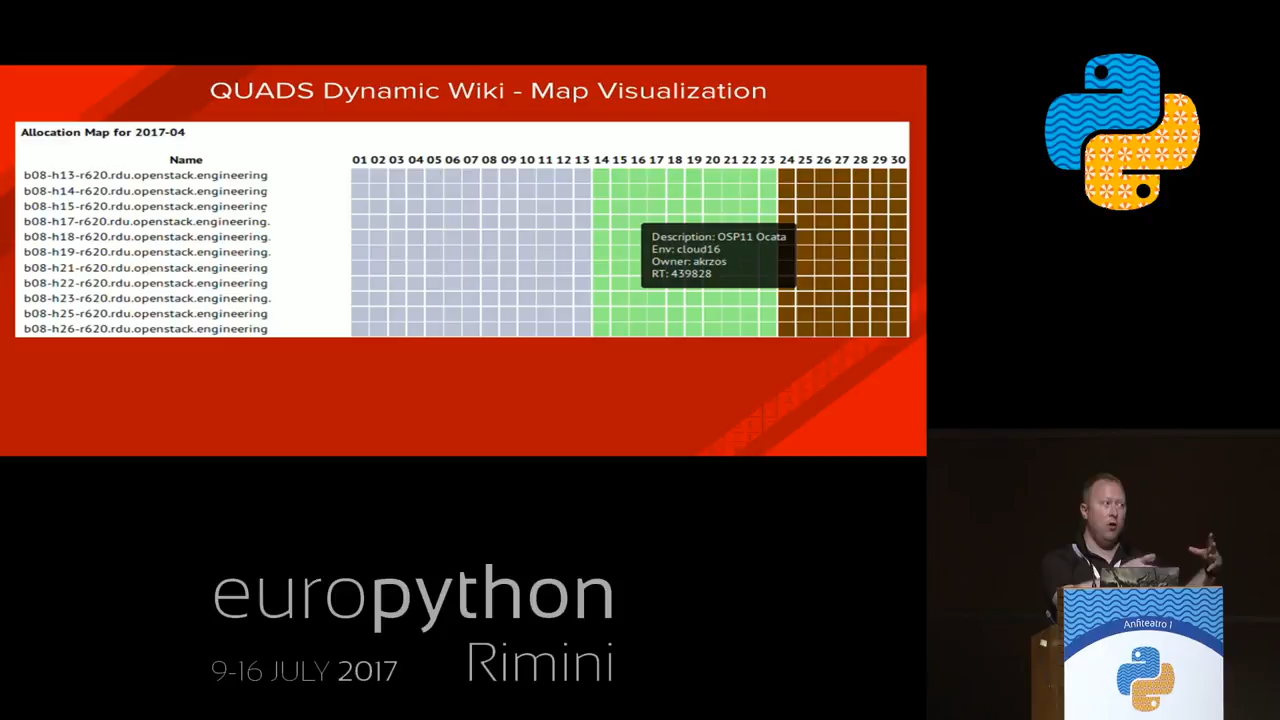 QUADS Dynamic Wiki - Map Visualization
Allocation Map for 2017-04
Name 01 02 03 04 05 06 07 08 09 10 11 12 13 14 15 16 17 18 19 20 21 22 23 24 25 26 27 28 29 30
b08-h13-r620.rdu.openstack.engineering
b08-h14-r620.rdu.openstack.engineering
b08-h15-r620.rdu.openstack.engineering
b08-h17-r620.rdu.openstack.engineering.
b08-h18-r620.rdu.openstack.engineering.
b08-h19-r620.rdu.openstack.engineering.
b08-h21-r620.rdu.openstack.engineering
b08-h22-r620.rdu.openstack.engineering
b08-h23-r620.rdu.openstack.engineering.
b08-h25-r620.rdu.openstack.engineering
b08-h26-r620.rdu.openstack.engineering
Description: OSP11 Ocata
Env: cloud16
Owner: akrzos
RT: 439828
europython
9-16 JULY 2017 Rimini
Anfiteatro 1